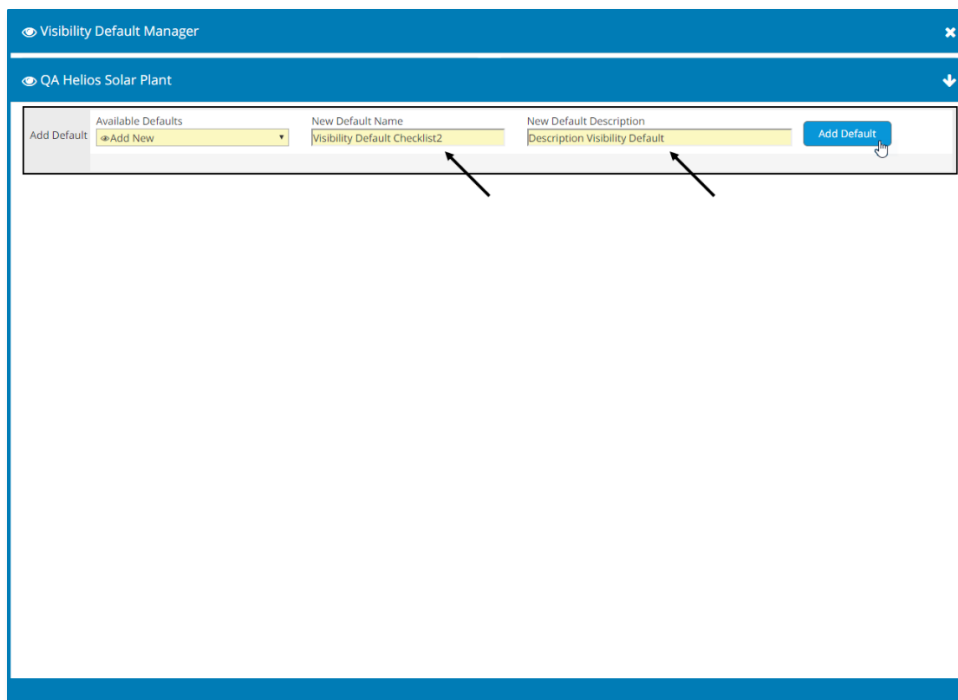 Visibility Default Manager
QA Helios Solar Plant
Add Default
Available Defaults
Add New
New Default Name
Visibility Default Checklist2
New Default Description
Description Visibility Default
Add Default